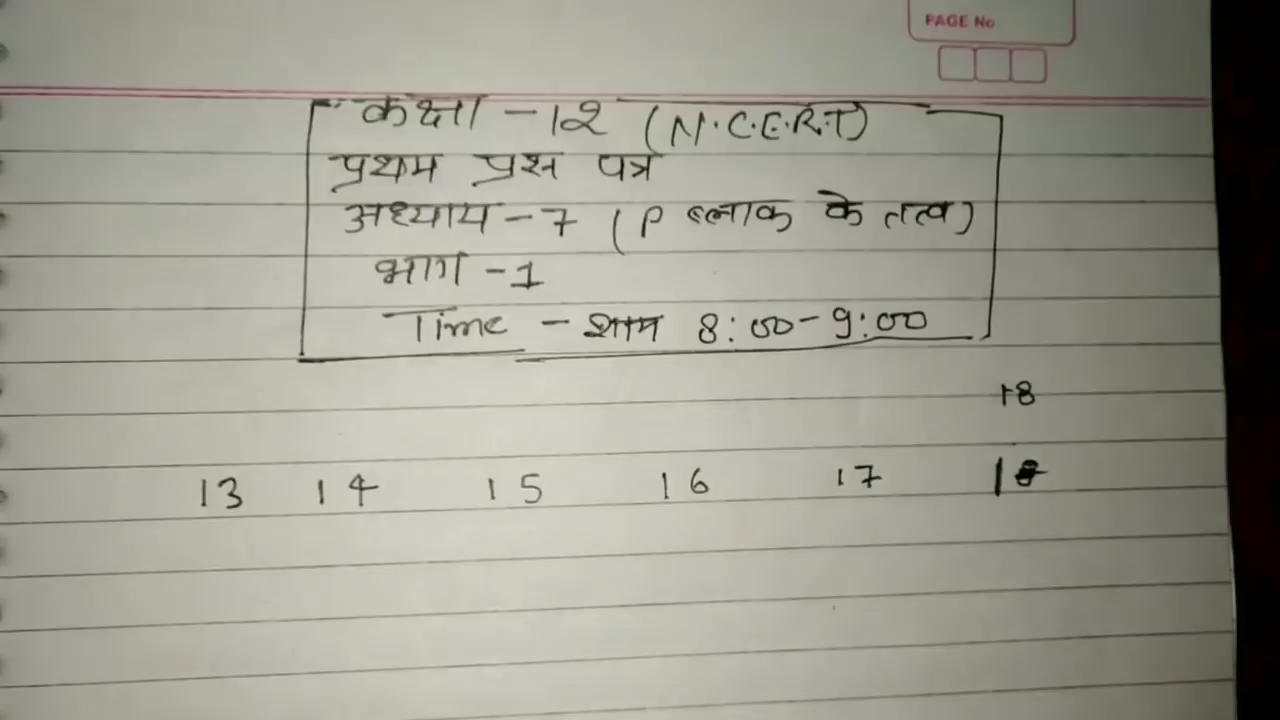 PAGE No
कक्षा - 12 (N.C.E.R.T)
प्रथम प्रश्न पत्र
अध्याय - 7 (P ब्लाक के तत्व)
भाग - 1
Time - शाम 8:00-9:00
18
13 14 15 16 17